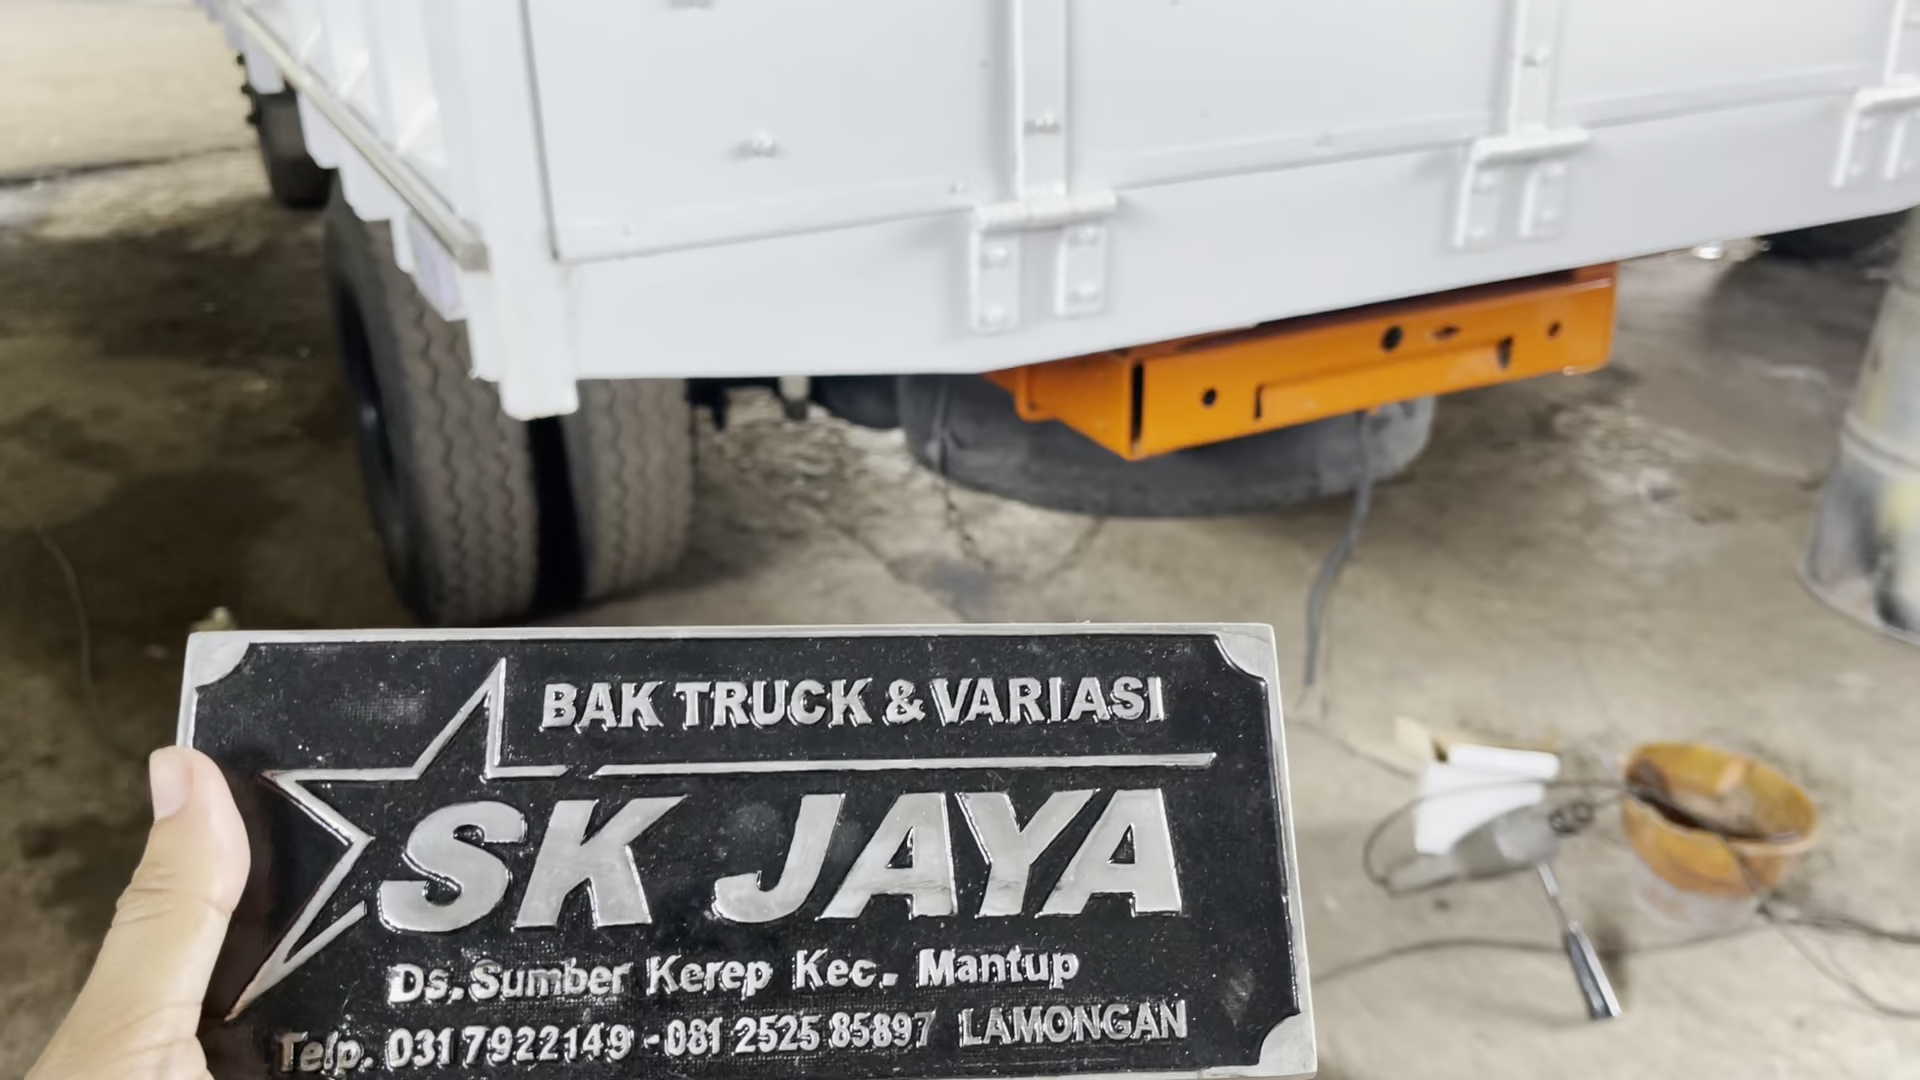 BAK TRUCK & VARIASI
SK JAYA
Ds. Sumber Kerep Kec. Mantup
Telp. 031 7922149 - 081 2525 85897 LAMONGAN